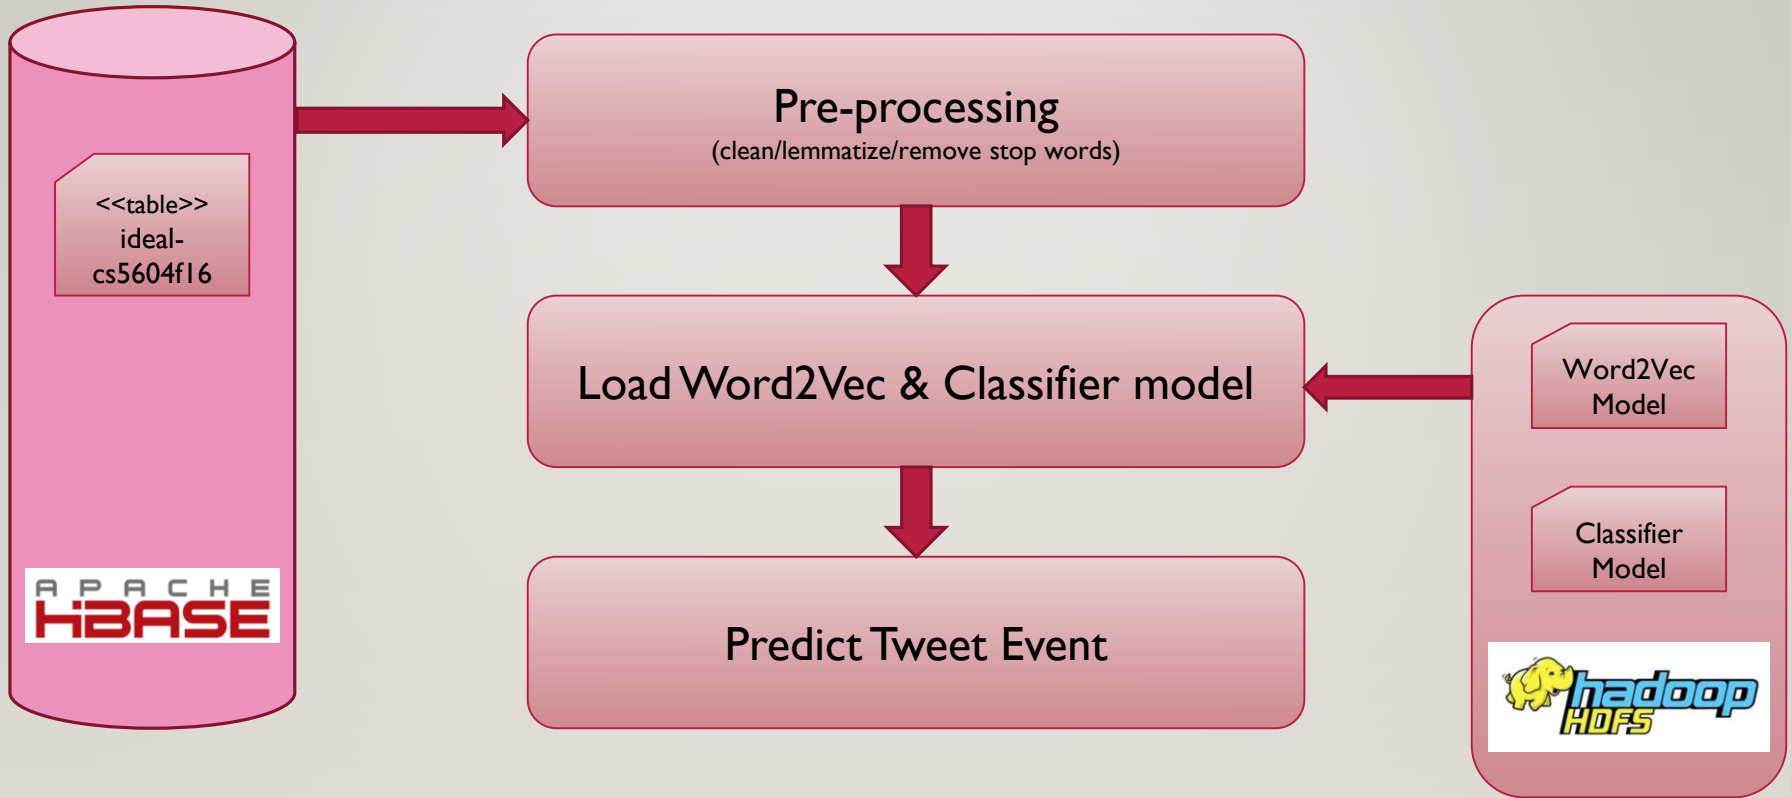 <<table>>
ideal-
cs5604f16
APACHE
HBASE
Pre-processing
(clean/lemmatize/remove stop words)
Load Word2Vec & Classifier model
Predict Tweet Event
Word2Vec
Model
Classifier
Model
hadoop
HDFS